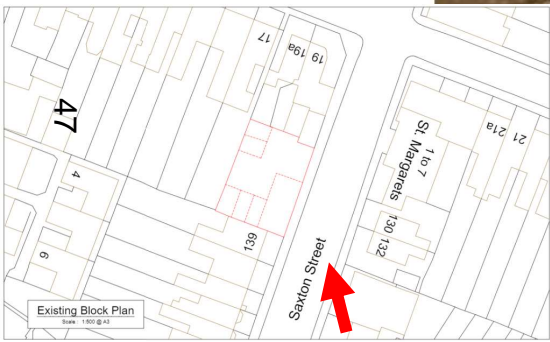 17
19a
19
47
4
6
139
Saxton Street
1 to 7
St. Margarets
130
132
21a
21
Existing Block Plan
Scale : 1:500 @ A3